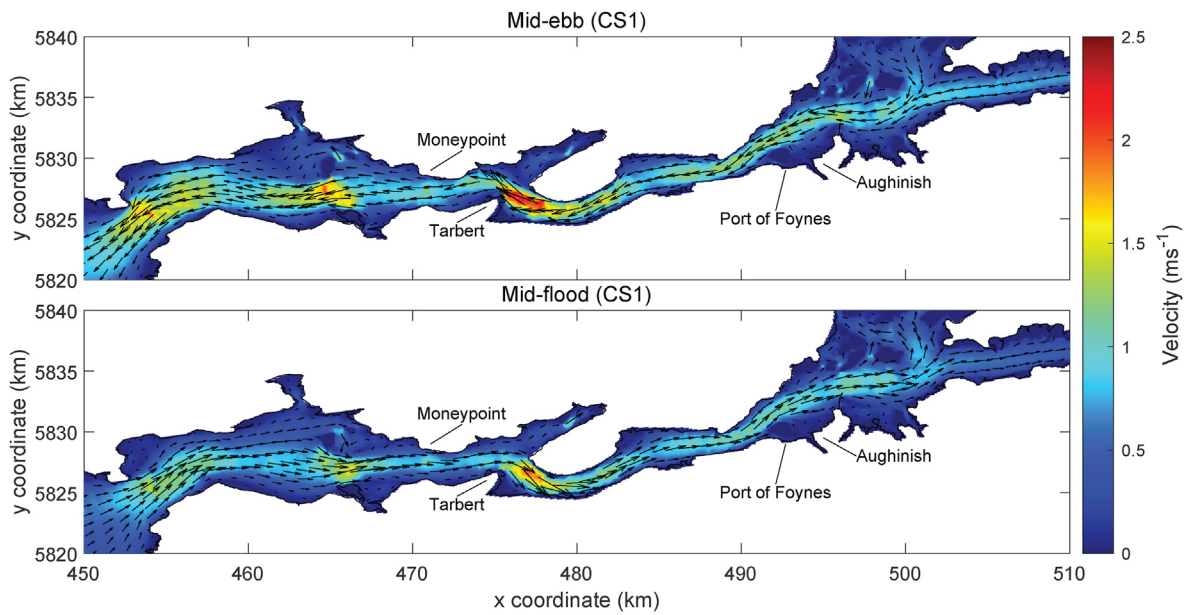 Mid-ebb (CS1)
5840
5835
5830
5825
5820
y coordinate (km)
Moneypoint
Tarbert
Port of Foynes
Aughinish
Mid-flood (CS1)
5840
5835
5830
5825
5820
y coordinate (km)
Moneypoint
Tarbert
Port of Foynes
Aughinish
450 460 470 480 490 500 510
x coordinate (km)
2.5
2
1.5
1
0.5
0
Velocity (ms⁻¹)